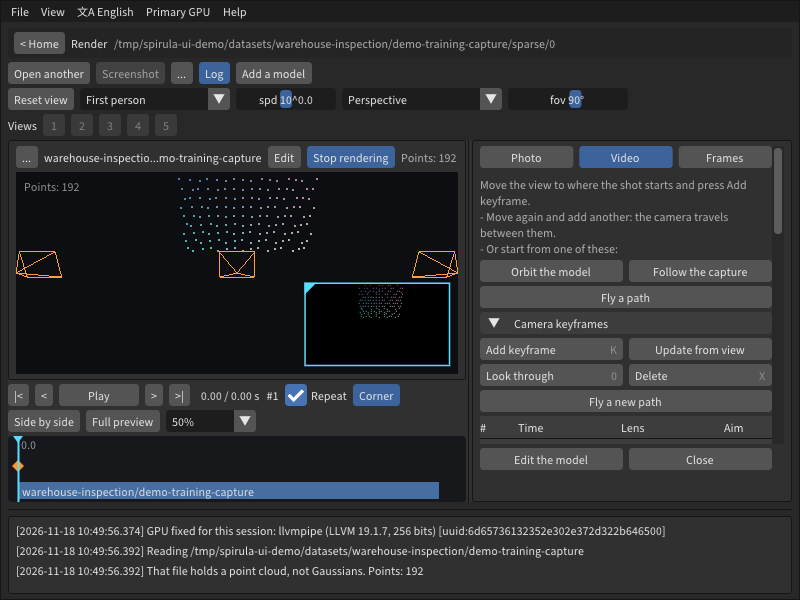 File View 文A English Primary GPU Help
< Home Render /tmp/spirula-ui-demo/datasets/warehouse-inspection/demo-training-capture/sparse/0
Open another Screenshot ... Log Add a model
Reset view First person spd 10^0.0 Perspective fov 90°
Views 1 2 3 4 5
... warehouse-inspectio...mo-training-capture Edit Stop rendering Points: 192
Points: 192
Photo Video Frames
Move the view to where the shot starts and press Add
keyframe.
- Move again and add another: the camera travels
between them.
- Or start from one of these:
Orbit the model Follow the capture
Fly a path
Camera keyframes
Add keyframe K Update from view
Look through 0 Delete X
Fly a new path
# Time Lens Aim
Edit the model Close
|< < Play > >| 0.00 / 0.00 s #1 Repeat Corner
Side by side Full preview 50%
0.0
warehouse-inspection/demo-training-capture
[2026-11-18 10:49:56.374] GPU fixed for this session: llvmpipe (LLVM 19.1.7, 256 bits) [uuid:6d65736132352e302e372d322b646500]
[2026-11-18 10:49:56.392] Reading /tmp/spirula-ui-demo/datasets/warehouse-inspection/demo-training-capture
[2026-11-18 10:49:56.392] That file holds a point cloud, not Gaussians. Points: 192